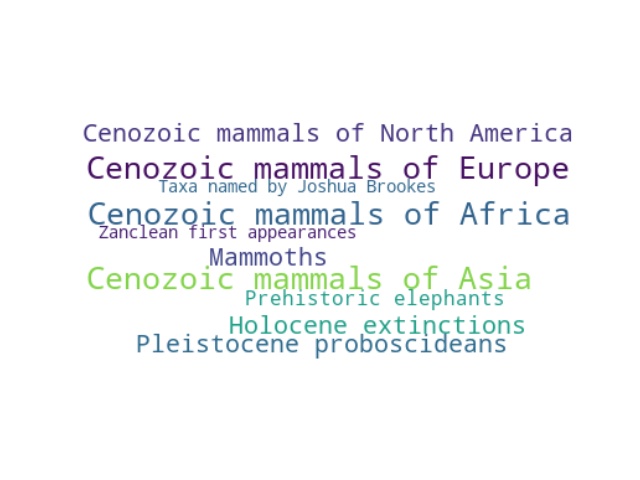 Cenozoic mammals of North America
Cenozoic mammals of Europe
Taxa named by Joshua Brookes
Cenozoic mammals of Africa
Zanclean first appearances
Mammoths
Cenozoic mammals of Asia
Prehistoric elephants
Holocene extinctions
Pleistocene proboscideans